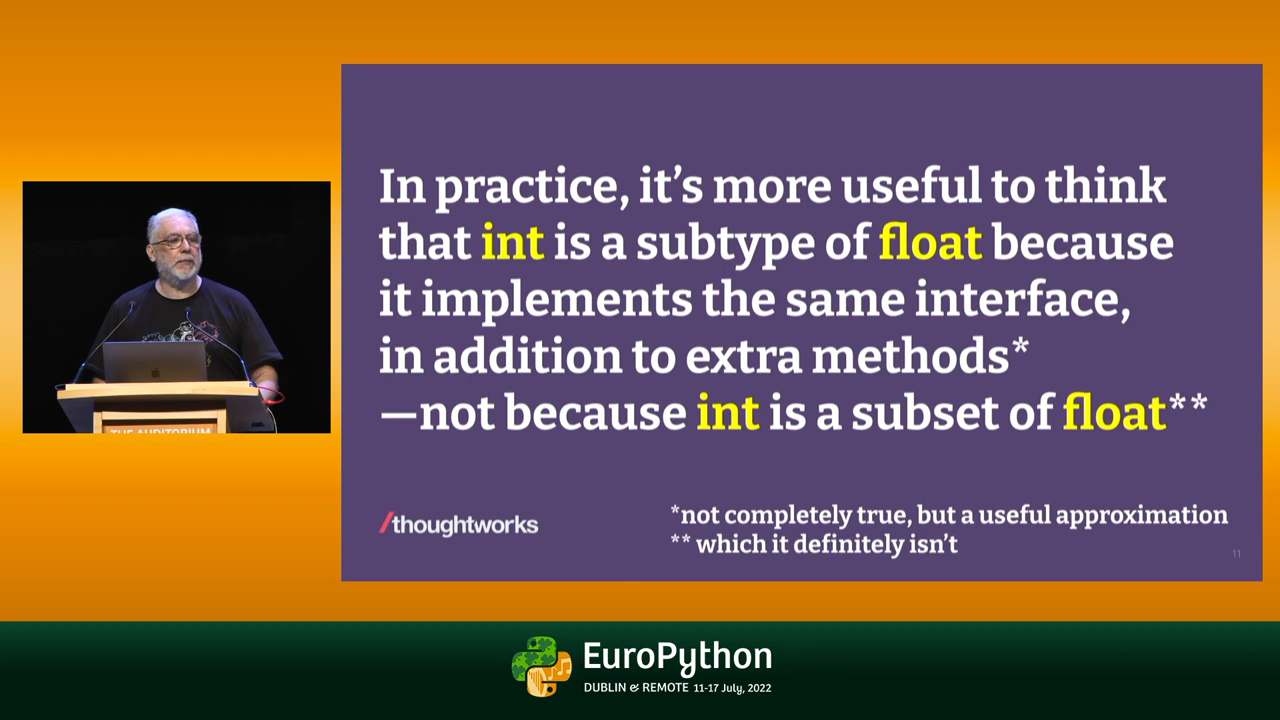 In practice, it’s more useful to think
that int is a subtype of float because
it implements the same interface,
in addition to extra methods*
—not because int is a subset of float**
/thoughtworks
*not completely true, but a useful approximation
** which it definitely isn’t
11
THE AUDITORIUM
EuroPython
DUBLIN & REMOTE 11-17 July, 2022